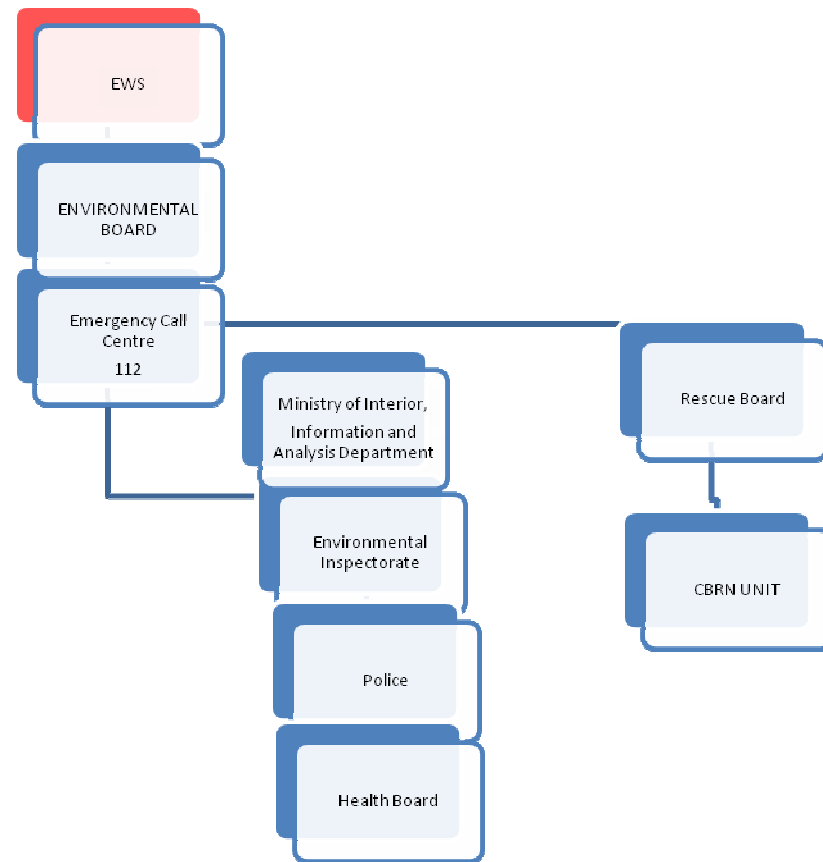 EWS
ENVIRONMENTAL
BOARD
Emergency Call
Centre
112
Ministry of Interior,
Information and
Analysis Department
Environmental
Inspectorate
Police
Health Board
Rescue Board
CBRN UNIT